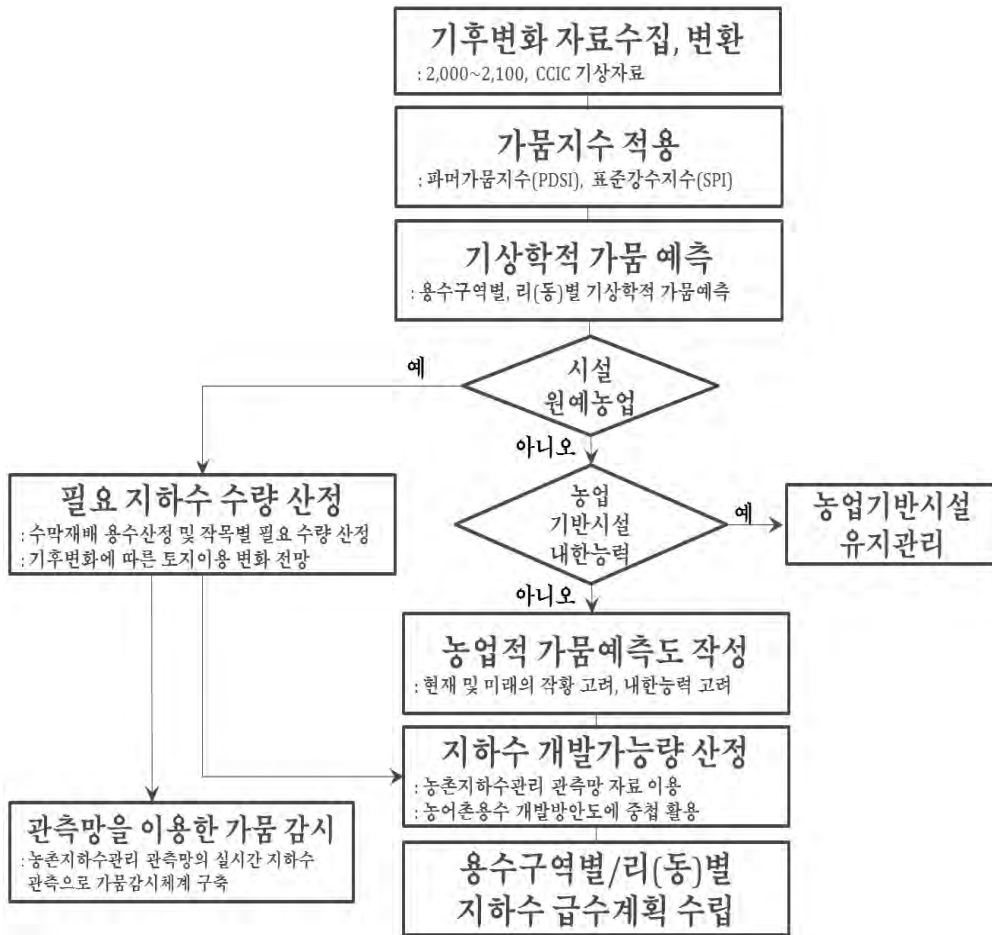 기후변화 자료수집, 변환
: 2,000~2,100, CCIC 기상자료
가뭄지수 적용
: 파머가뭄지수(PDSI), 표준강수지수(SPI)
기상학적 가뭄 예측
: 용수구역별, 리(동)별 기상학적 가뭄예측
시설
원예농업
예
아니오
필요 지하수 수량 산정
: 수막재배 용수산정 및 작목별 필요 수량 산정
: 기후변화에 따른 토지이용 변화 전망
농업
기반시설
내한능력
예
농업기반시설
유지관리
아니오
농업적 가뭄예측도 작성
: 현재 및 미래의 작황 고려, 내한능력 고려
지하수 개발가능량 산정
: 농촌지하수관리 관측망 자료 이용
: 농어촌용수 개발방안도에 중첩 활용
관측망을 이용한 가뭄 감시
: 농촌지하수관리 관측망의 실시간 지하수
관측으로 가뭄감시체계 구축
용수구역별/리(동)별
지하수 급수계획 수립